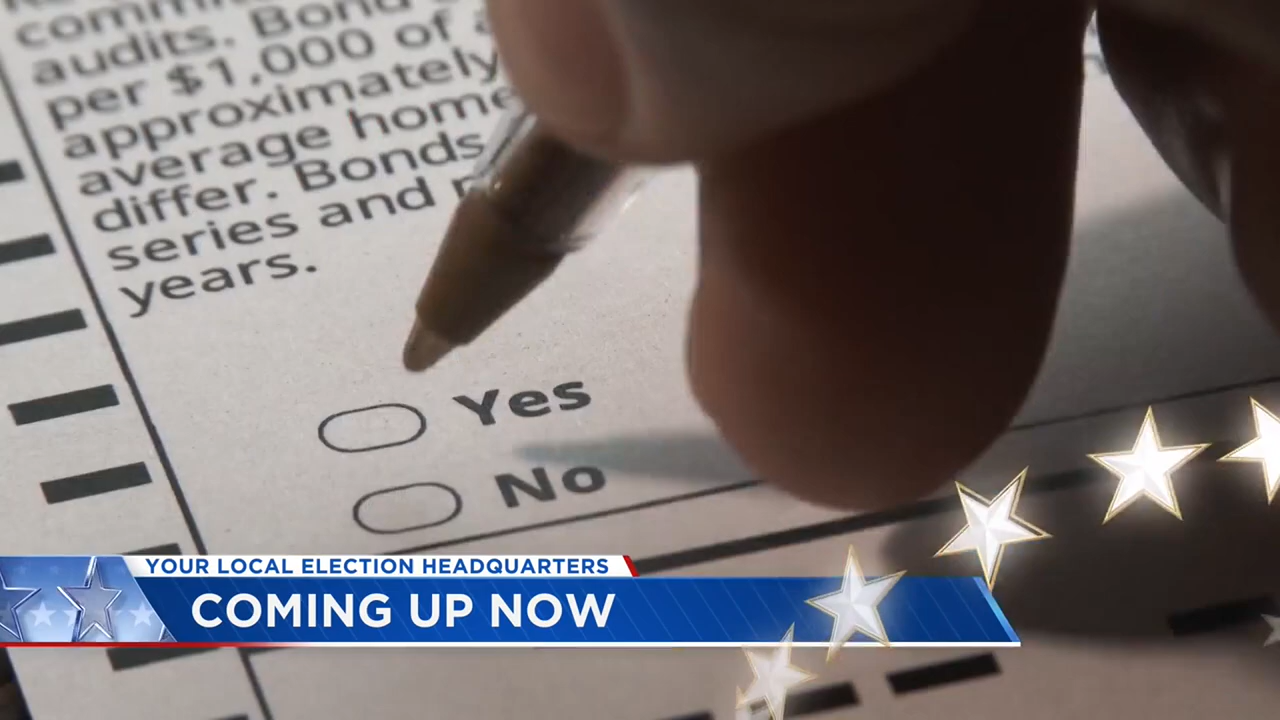 audits. Bond
per $1,000 of
approximately
average home
differ. Bonds
series and
years.
Yes
No
YOUR LOCAL ELECTION HEADQUARTERS
COMING UP NOW